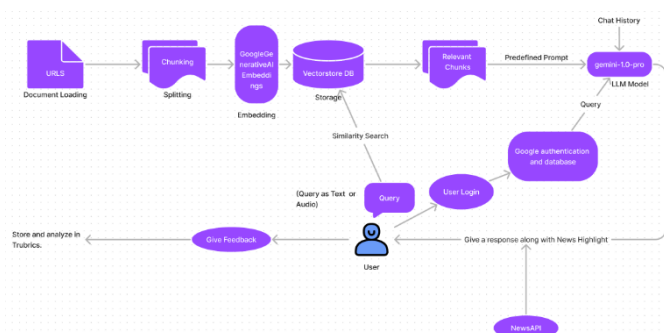 Chat History
URLS
Document Loading
Chunking
Splitting
GoogleGe
nerativeAI
Embeddi
ngs
Embedding
Vectorstore DB
Storage
Relevant
Chunks
Predefined Prompt
gemini-1.0-pro
LLM Model
Query
Similarity Search
Google authentication
and database
User Login
(Query as Text or
Audio)
Query
User
Store and analyze in
Trubrics.
Give Feedback
Give a response along with News Highlight
NewsAPI